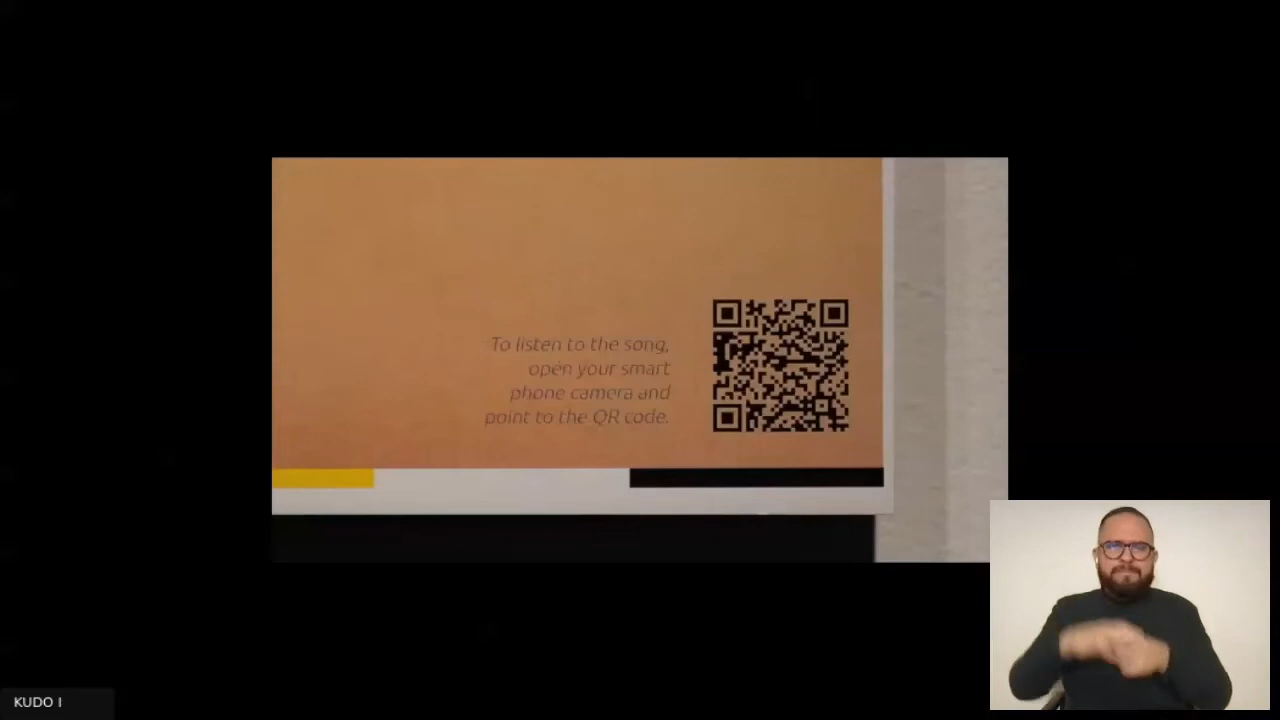 To listen to the song,
open your smart
phone camera and
point to the QR code.
KUDO I